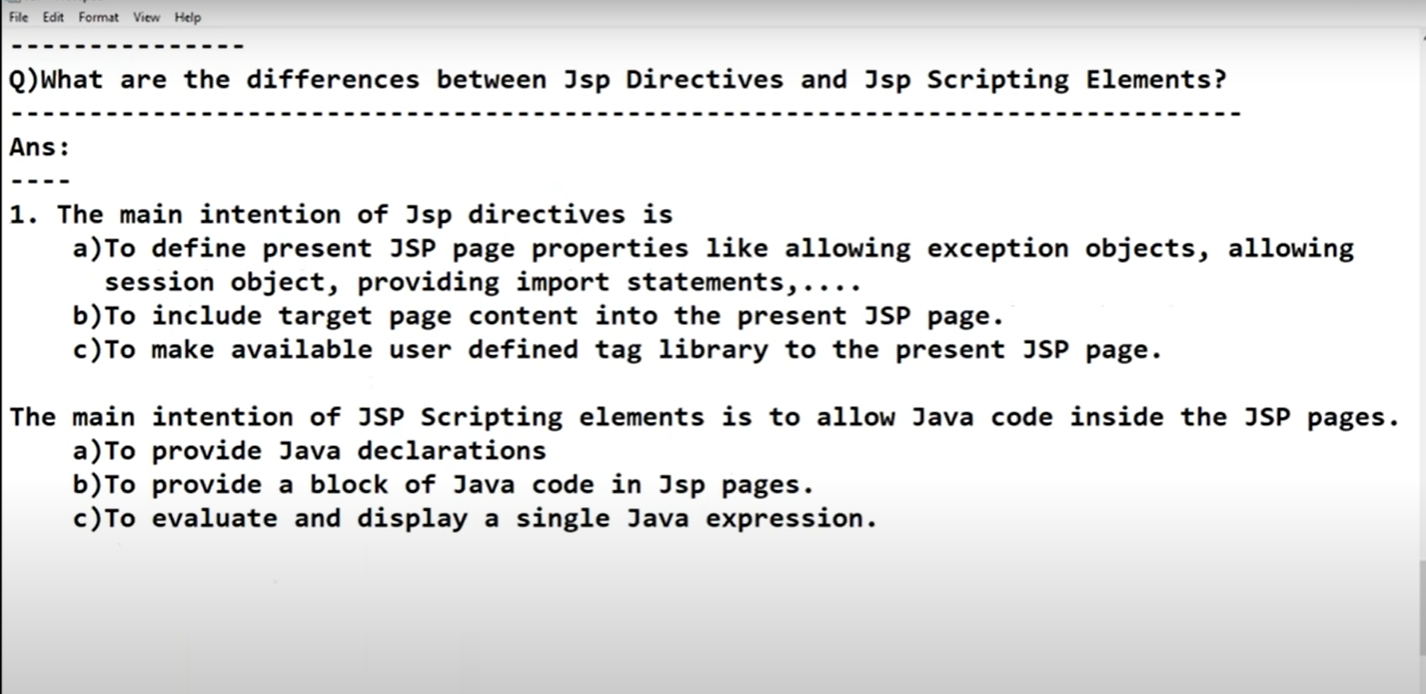 File Edit Format View Help
---------------
Q)What are the differences between Jsp Directives and Jsp Scripting Elements?
------------------------------------------------------------------------------
Ans:
----
1. The main intention of Jsp directives is
a)To define present JSP page properties like allowing exception objects, allowing
session object, providing import statements,....
b)To include target page content into the present JSP page.
c)To make available user defined tag library to the present JSP page.
The main intention of JSP Scripting elements is to allow Java code inside the JSP pages.
a)To provide Java declarations
b)To provide a block of Java code in Jsp pages.
c)To evaluate and display a single Java expression.